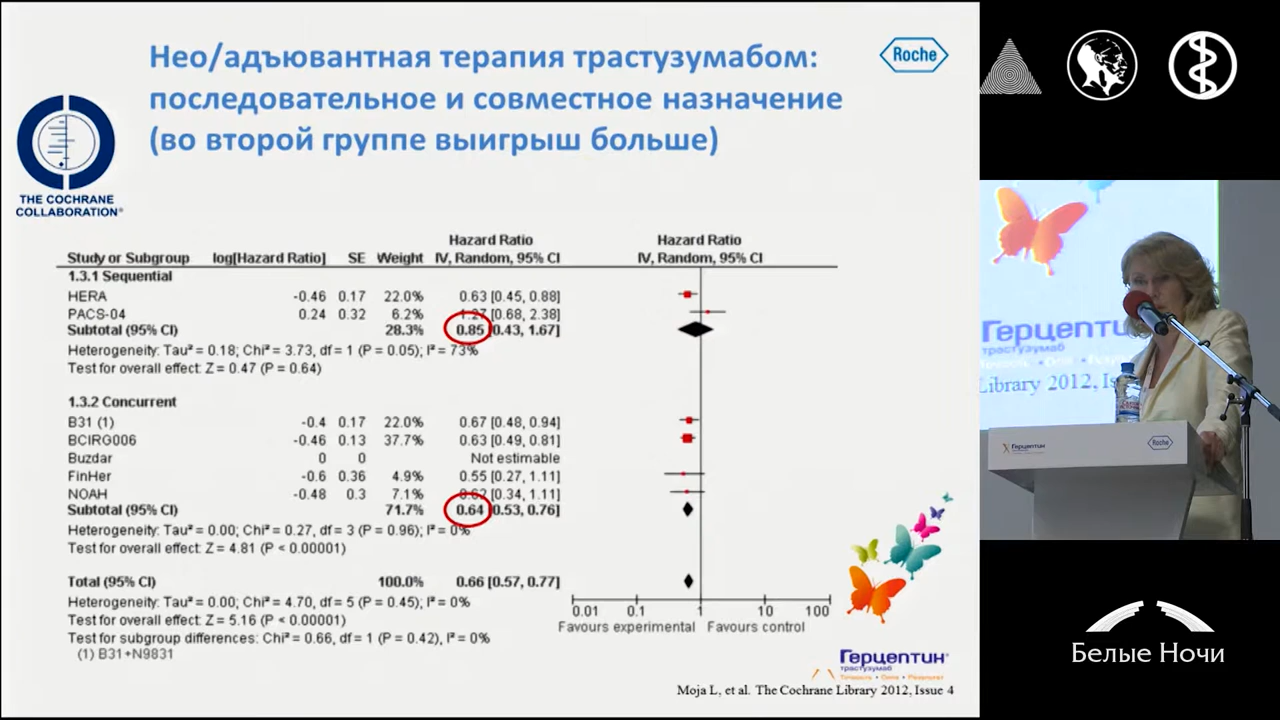 Нео/адъювантная терапия трастузумабом:
последовательное и совместное назначение
(во второй группе выигрыш больше)
Roche
THE COCHRANE
COLLABORATION®
Hazard Ratio Hazard Ratio
Study or Subgroup log[Hazard Ratio] SE Weight IV, Random, 95% CI IV, Random, 95% CI
1.3.1 Sequential
HERA -0.46 0.17 22.0% 0.63 [0.45, 0.88]
PACS-04 0.24 0.32 6.2% 1.27 [0.68, 2.38]
Subtotal (95% CI) 28.3% 0.85 [0.43, 1.67]
Heterogeneity: Tau² = 0.18; Chi² = 3.73, df = 1 (P = 0.05); I² = 73%
Test for overall effect: Z = 0.47 (P = 0.64)
1.3.2 Concurrent
B31 (1) -0.4 0.17 22.0% 0.67 [0.48, 0.94]
BCIRG006 -0.46 0.13 37.7% 0.63 [0.49, 0.81]
Buzdar 0 0 Not estimable
FinHer -0.6 0.36 4.9% 0.55 [0.27, 1.11]
NOAH -0.48 0.3 7.1% 0.62 [0.34, 1.11]
Subtotal (95% CI) 71.7% 0.64 [0.53, 0.76]
Heterogeneity: Tau² = 0.00; Chi² = 0.27, df = 3 (P = 0.96); I² = 0%
Test for overall effect: Z = 4.81 (P < 0.00001)
Total (95% CI) 100.0% 0.66 [0.57, 0.77]
Heterogeneity: Tau² = 0.00; Chi² = 4.70, df = 5 (P = 0.45); I² = 0%
Test for overall effect: Z = 5.16 (P < 0.00001)
Test for subgroup differences: Chi² = 0.66, df = 1 (P = 0.42), I² = 0%
(1) B31+N9831
0.01 0.1 1 10 100
Favours experimental Favours control
Герцептин®
трастузумаб
Точность • Сила • Результат
Moja L, et al. The Cochrane Library 2012, Issue 4
Герцепти
трастузумаб
Library 2012, Is
Герцептин
Roche
Белые Ночи